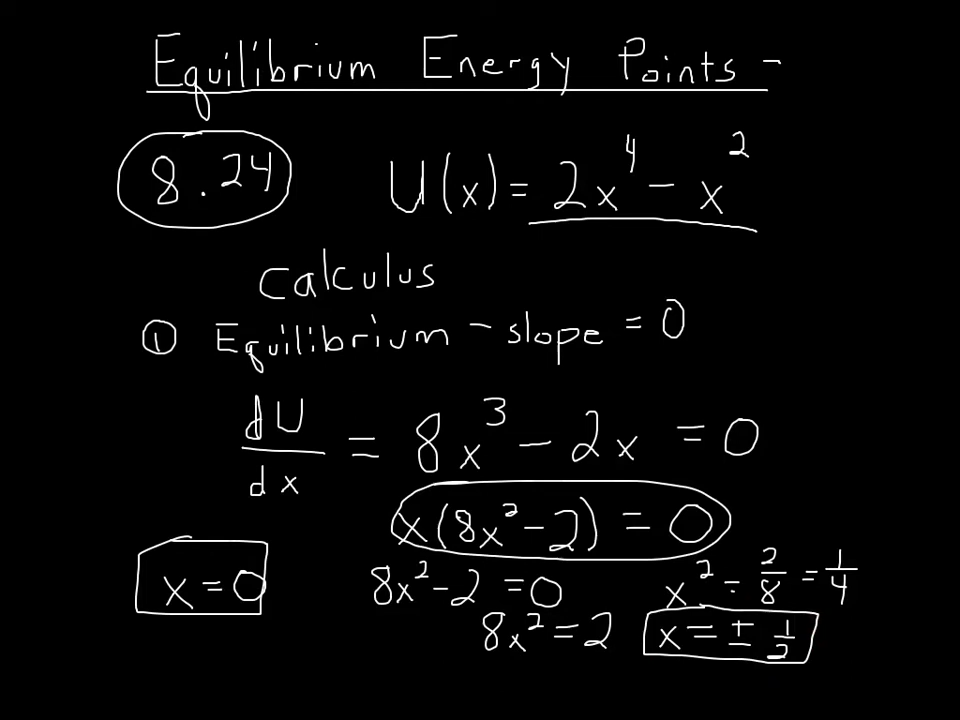 Equilibrium Energy Points -
8.24 U(x) = 2x⁴ - x²
Calculus
① Equilibrium - slope = 0
dU/dx = 8x³ - 2x = 0
x(8x² - 2) = 0
x = 0 8x² - 2 = 0 x² = 2/8 = 1/4
8x² = 2 x = ± 1/2